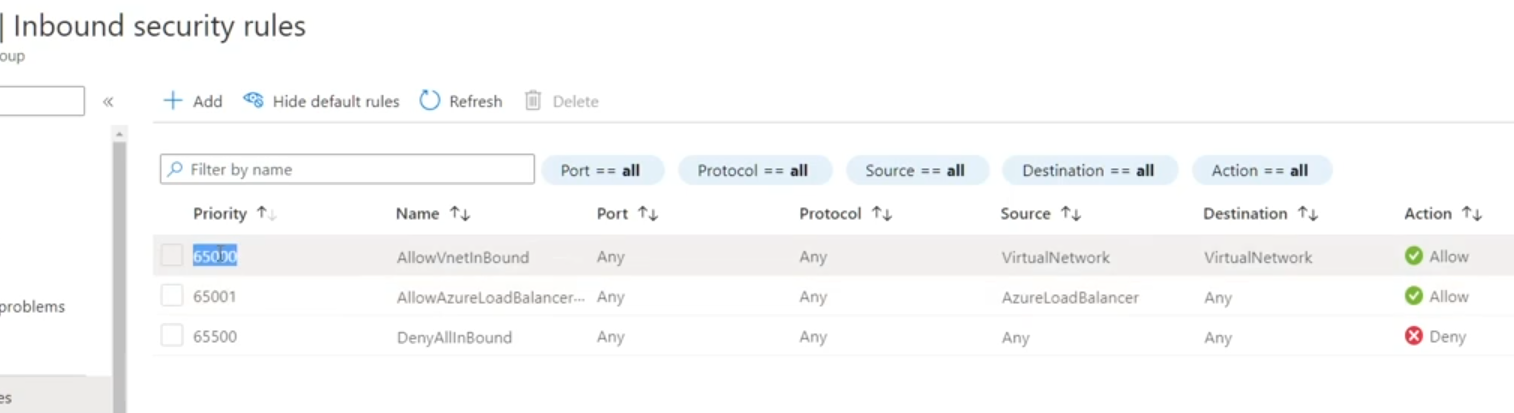 | Inbound security rules
oup
« + Add Hide default rules Refresh Delete
Filter by name Port == all Protocol == all Source == all Destination == all Action == all
Priority ↑↓ Name ↑↓ Port ↑↓ Protocol ↑↓ Source ↑↓ Destination ↑↓ Action ↑↓
65000 AllowVnetInBound Any Any VirtualNetwork VirtualNetwork Allow
65001 AllowAzureLoadBalancer... Any Any AzureLoadBalancer Any Allow
problems
65500 DenyAllInBound Any Any Any Any Deny
es